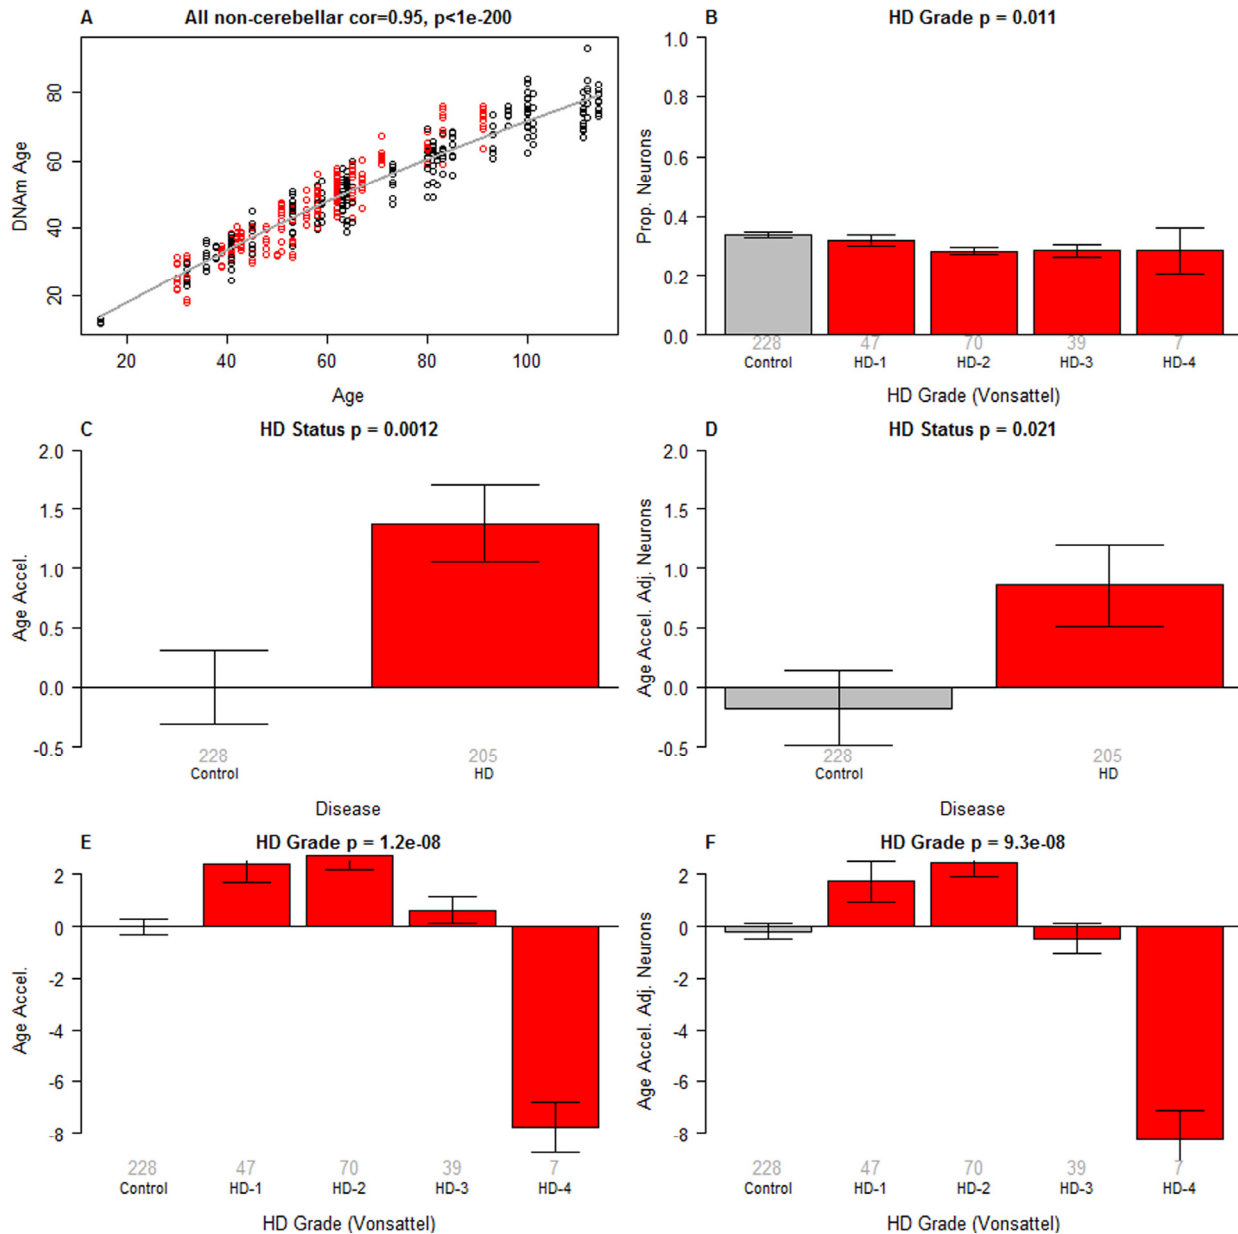 A All non-cerebellar cor=0.95, p<1e-200
DNAm Age
80
60
40
20
20 40 60 80 100
Age
B HD Grade p = 0.011
Prop. Neurons
1.0
0.8
0.6
0.4
0.2
0.0
228 47 70 39 7
Control HD-1 HD-2 HD-3 HD-4
HD Grade (Vonsattel)
C HD Status p = 0.0012
Age Accel.
2.0
1.5
1.0
0.5
0.0
-0.5
228 205
Control HD
Disease
D HD Status p = 0.021
Age Accel. Adj. Neurons
2.0
1.5
1.0
0.5
0.0
-0.5
228 205
Control HD
Disease
E HD Grade p = 1.2e-08
Age Accel.
2
0
-2
-4
-6
-8
228 47 70 39 7
Control HD-1 HD-2 HD-3 HD-4
HD Grade (Vonsattel)
F HD Grade p = 9.3e-08
Age Accel. Adj. Neurons
2
0
-2
-4
-6
-8
228 47 70 39 7
Control HD-1 HD-2 HD-3 HD-4
HD Grade (Vonsattel)